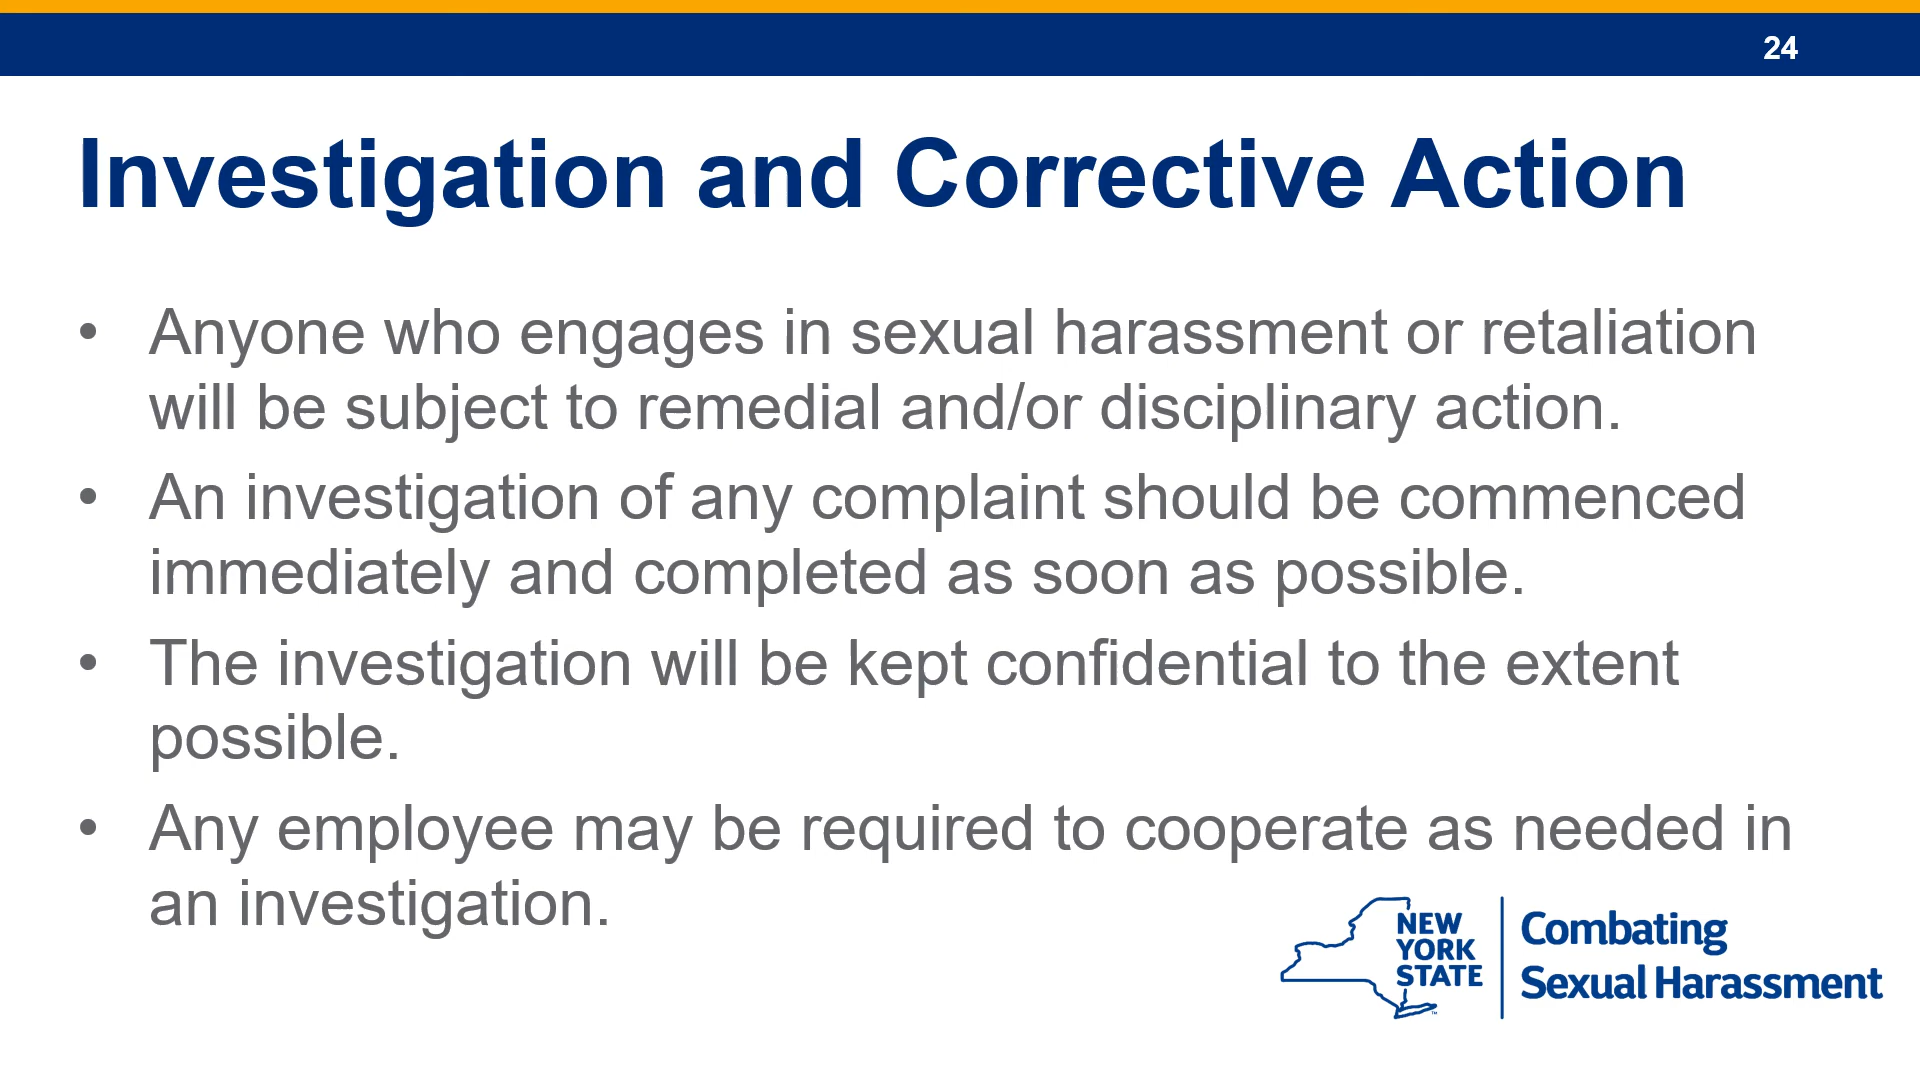 24
Investigation and Corrective Action
• Anyone who engages in sexual harassment or retaliation
will be subject to remedial and/or disciplinary action.
• An investigation of any complaint should be commenced
immediately and completed as soon as possible.
• The investigation will be kept confidential to the extent
possible.
• Any employee may be required to cooperate as needed in
an investigation.
NEW
YORK
STATE
™
Combating
Sexual Harassment